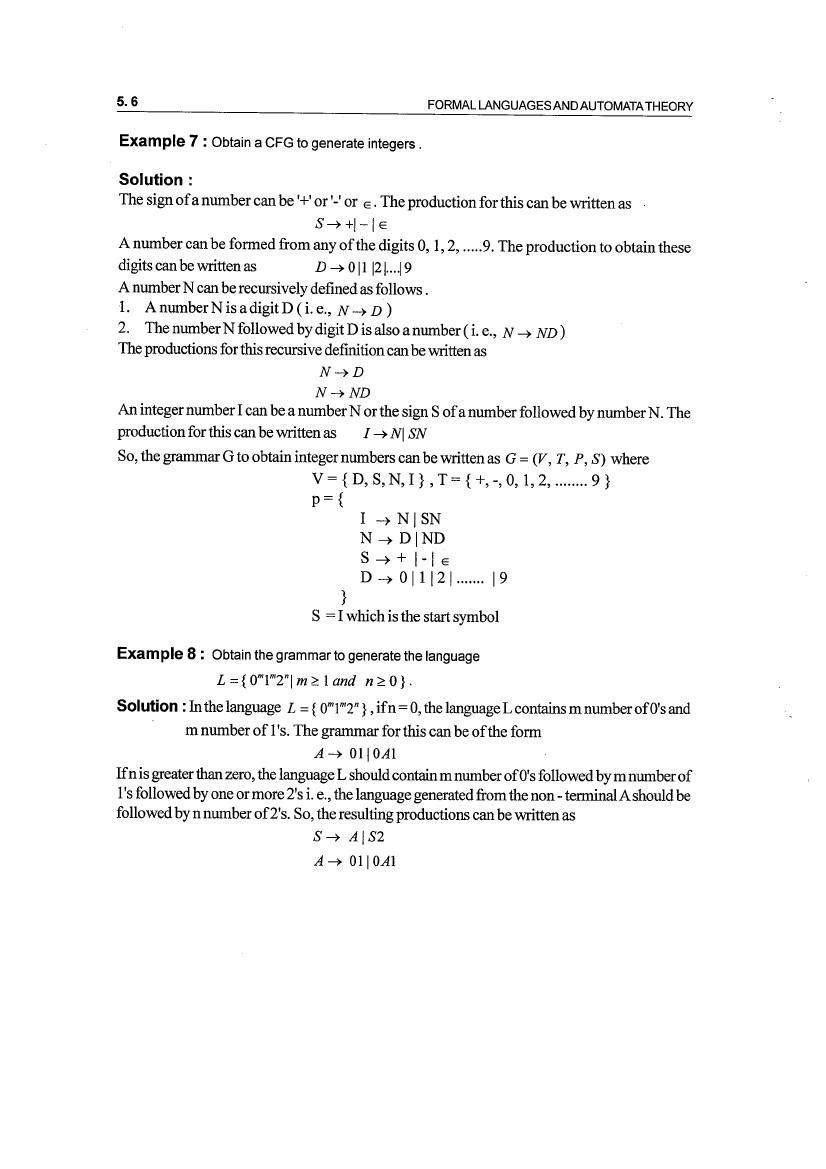 5. 6
FORMAL LANGUAGES AND AUTOMATA THEORY
Example 7 : Obtain a CFG to generate integers .
Solution :
The sign of a number can be '+' or '-' or ∈ . The production for this can be written as
S → +| – | ∈
A number can be formed from any of the digits 0, 1, 2, .....9. The production to obtain these
digits can be written as D → 0 |1 |2 |....| 9
A number N can be recursively defined as follows .
1. A number N is a digit D ( i. e., N → D )
2. The number N followed by digit D is also a number ( i. e., N → ND )
The productions for this recursive definition can be written as
N → D
N → ND
An integer number I can be a number N or the sign S of a number followed by number N. The
production for this can be written as I → N| SN
So, the grammar G to obtain integer numbers can be written as G = (V, T, P, S) where
V = { D, S, N, I } , T = { +, -, 0, 1, 2, ........ 9 }
p = {
I → N | SN
N → D | ND
S → + | - | ∈
D → 0 | 1 | 2 | ....... | 9
}
S = I which is the start symbol
Example 8 : Obtain the grammar to generate the language
L = { 0ᵐ1ᵐ2ⁿ| m ≥ 1 and n ≥ 0 } .
Solution : In the language L = { 0ᵐ1ᵐ2ⁿ } , if n = 0, the language L contains m number of 0's and
m number of 1's. The grammar for this can be of the form
A → 01 | 0A1
If n is greater than zero, the language L should contain m number of 0's followed by m number of
1's followed by one or more 2's i. e., the language generated from the non - terminal A should be
followed by n number of 2's. So, the resulting productions can be written as
S → A | S2
A → 01 | 0A1